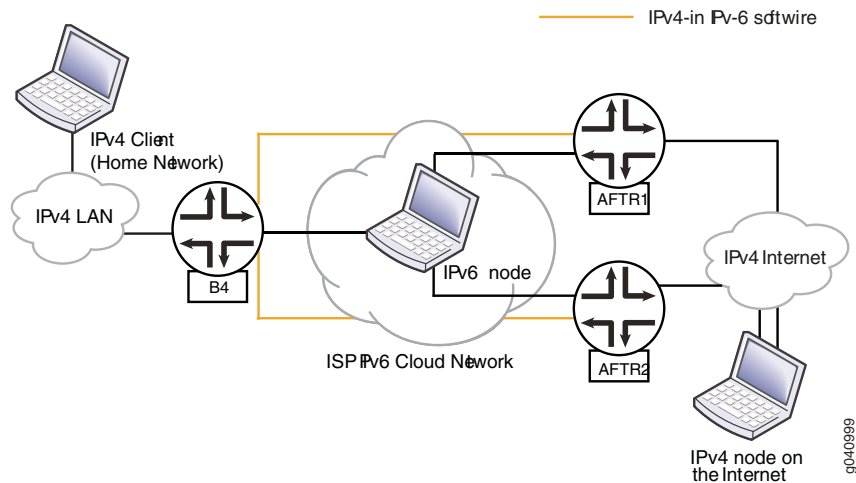 IPv4-in IPv-6 sdtwire
IPv4 Client
(Home Network)
IPv4 LAN
B4
IPv6 node
ISP IPv6 Cloud Network
AFTR1
AFTR2
IPv4 Internet
IPv4 node on
the Internet
g040999